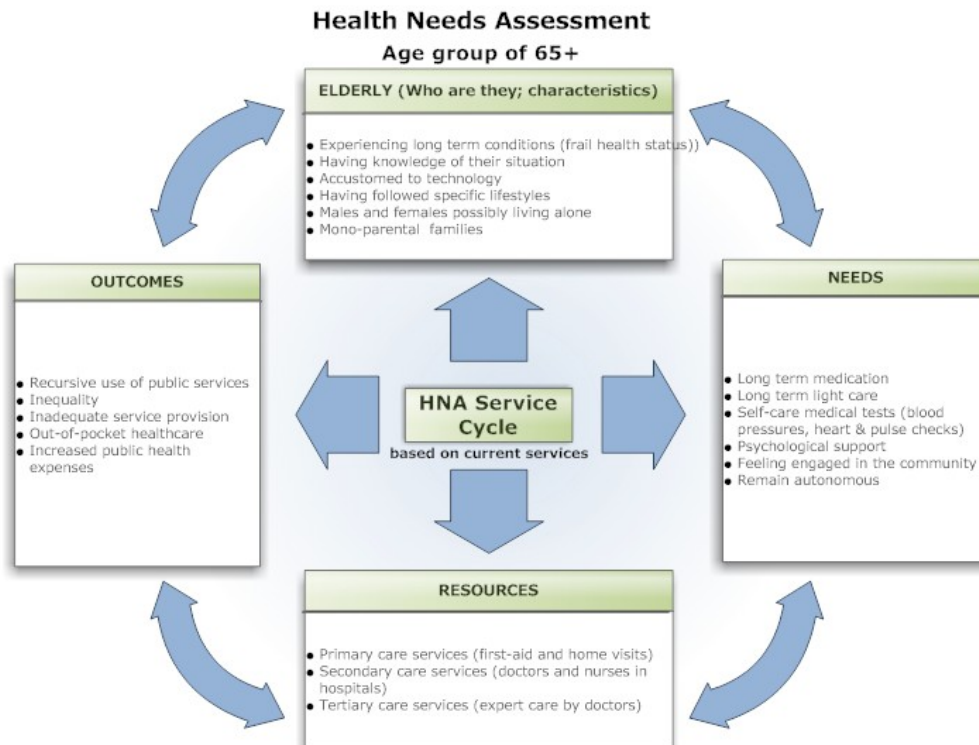 Health Needs Assessment
Age group of 65+
ELDERLY (Who are they; characteristics)
● Experiencing long term conditions (frail health status))
● Having knowledge of their situation
● Accustomed to technology
● Having followed specific lifestyles
● Males and females possibly living alone
● Mono-parental families
OUTCOMES
● Recursive use of public services
● Inequality
● Inadequate service provision
● Out-of-pocket healthcare
● Increased public health
expenses
HNA Service
Cycle
based on current services
NEEDS
● Long term medication
● Long term light care
● Self-care medical tests (blood
pressures, heart & pulse checks)
● Psychological support
● Feeling engaged in the community
● Remain autonomous
RESOURCES
● Primary care services (first-aid and home visits)
● Secondary care services (doctors and nurses in
hospitals)
● Tertiary care services (expert care by doctors)